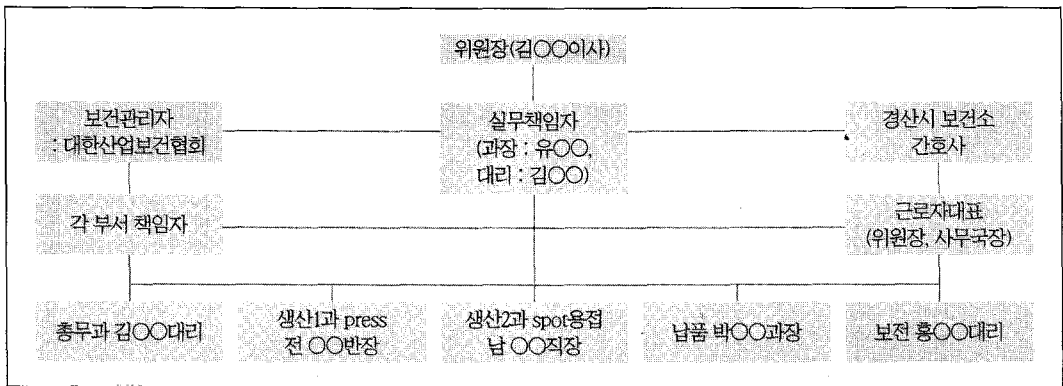 위원장(김○○이사)
보건관리자
: 대한산업보건협회
실무책임자
(과장 : 유○○,
대리 : 김○○)
경산시 보건소
간호사
각 부서 책임자
근로자대표
(위원장, 사무국장)
총무과 김○○대리
생산1과 press
전 ○○반장
생산2과 spot용접
남 ○○직장
납품 박○○과장
보전 홍○○대리